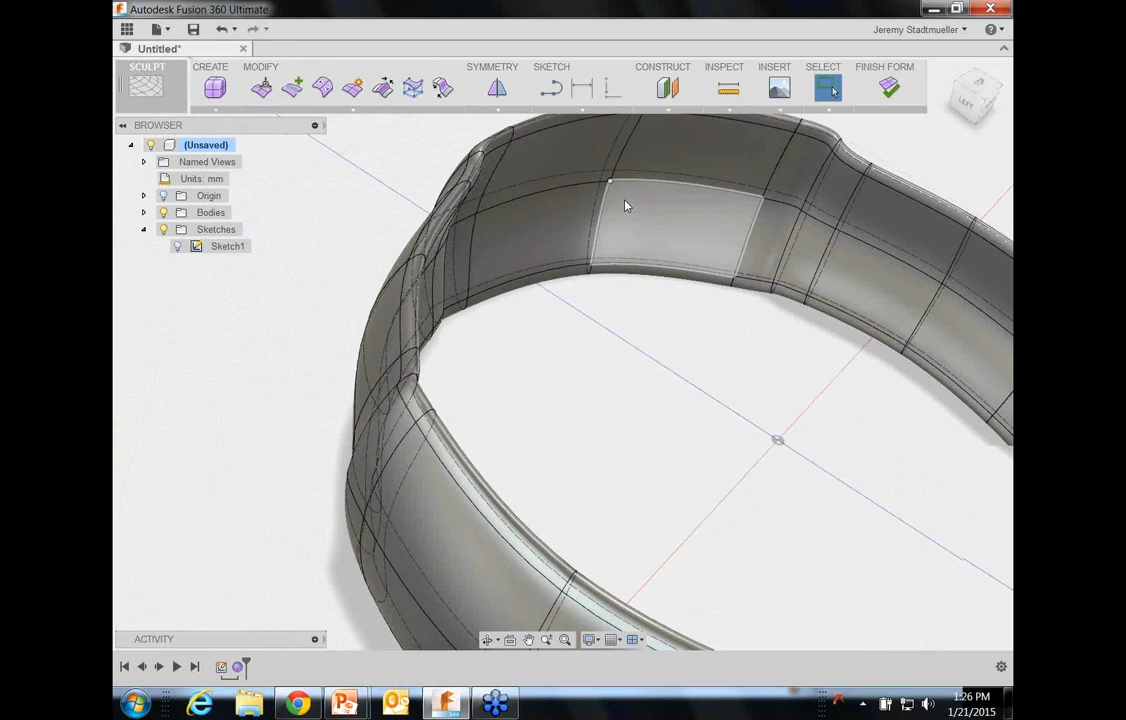 Autodesk Fusion 360 Ultimate
Jeremy Stadtmueller
Untitled*
SCULPT
CREATE
MODIFY
SYMMETRY
SKETCH
CONSTRUCT
INSPECT
INSERT
SELECT
FINISH FORM
LEFT
BROWSER
(Unsaved)
Named Views
Units: mm
Origin
Bodies
Sketches
Sketch1
ACTIVITY
1:26 PM
1/21/2015